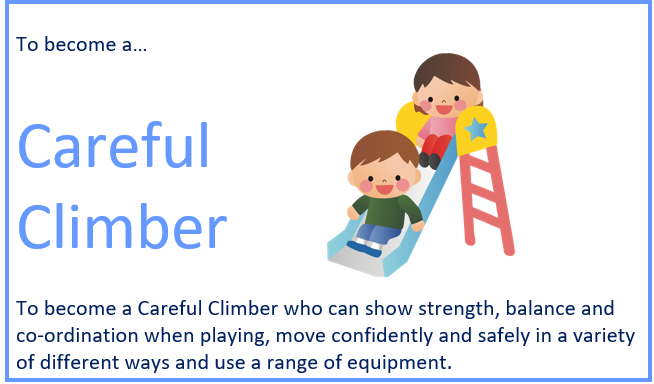 To become a…
Careful
Climber
To become a Careful Climber who can show strength, balance and
co-ordination when playing, move confidently and safely in a variety
of different ways and use a range of equipment.